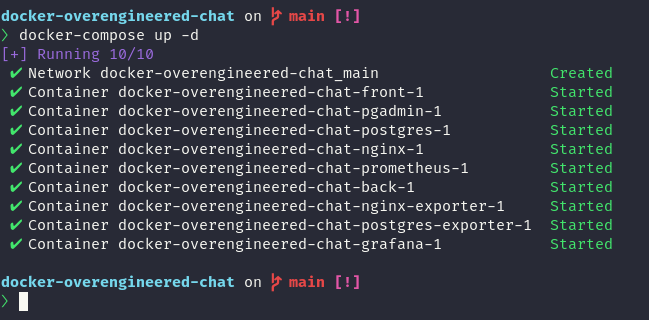 docker-overengineered-chat on main [!]
❯ docker-compose up -d
[+] Running 10/10
✔ Network docker-overengineered-chat_main Created
✔ Container docker-overengineered-chat-front-1 Started
✔ Container docker-overengineered-chat-pgadmin-1 Started
✔ Container docker-overengineered-chat-postgres-1 Started
✔ Container docker-overengineered-chat-nginx-1 Started
✔ Container docker-overengineered-chat-prometheus-1 Started
✔ Container docker-overengineered-chat-back-1 Started
✔ Container docker-overengineered-chat-nginx-exporter-1 Started
✔ Container docker-overengineered-chat-postgres-exporter-1 Started
✔ Container docker-overengineered-chat-grafana-1 Started
docker-overengineered-chat on main [!]
❯